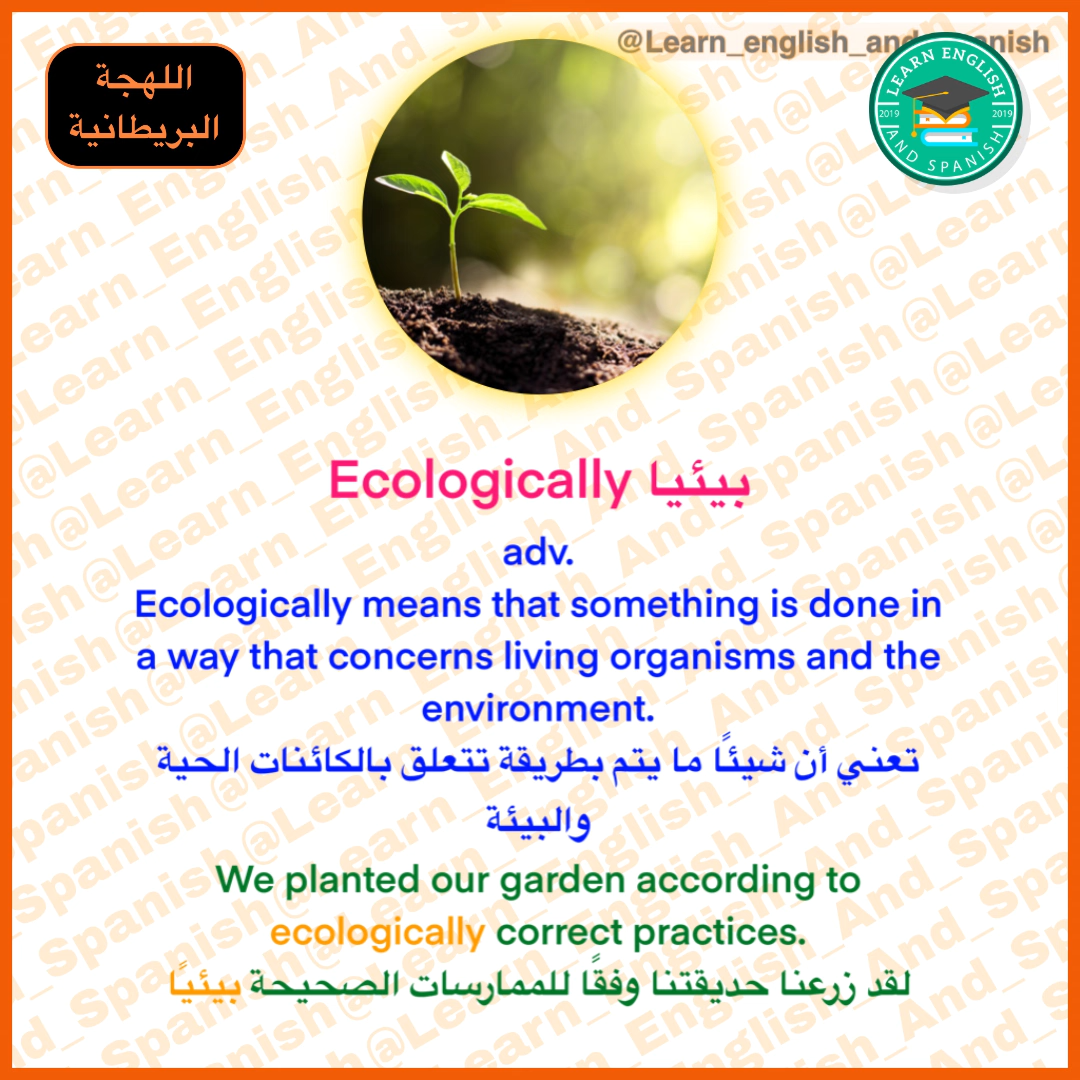 @Learn_english_and_spanish
اللهجة
البريطانية
LEARN ENGLISH
2019 2019
AND SPANISH
Ecologically بيئيا
adv.
Ecologically means that something is done in
a way that concerns living organisms and the
environment.
تعني أن شيئًا ما يتم بطريقة تتعلق بالكائنات الحية
والبيئة
We planted our garden according to
ecologically correct practices.
لقد زرعنا حديقتنا وفقًا للممارسات الصحيحة بيئيًا